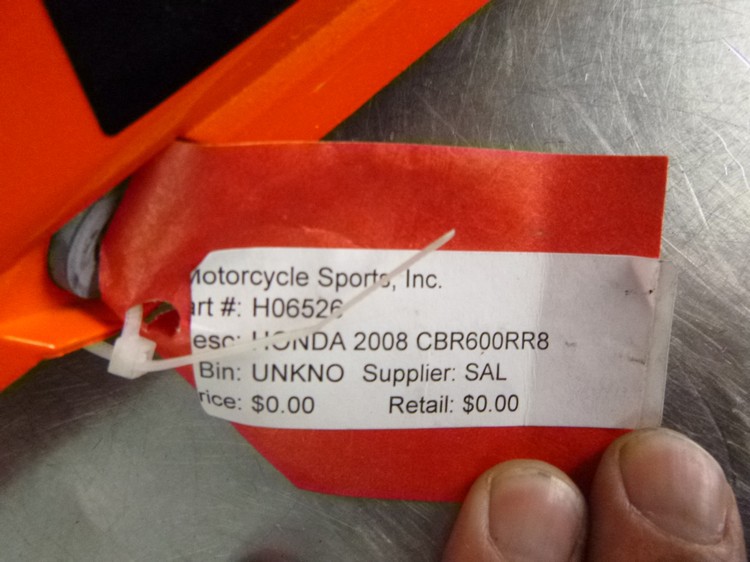 Motorcycle Sports, Inc.
art #: H06526
esc: HONDA 2008 CBR600RR8
Bin: UNKNO Supplier: SAL
rice: $0.00 Retail: $0.00